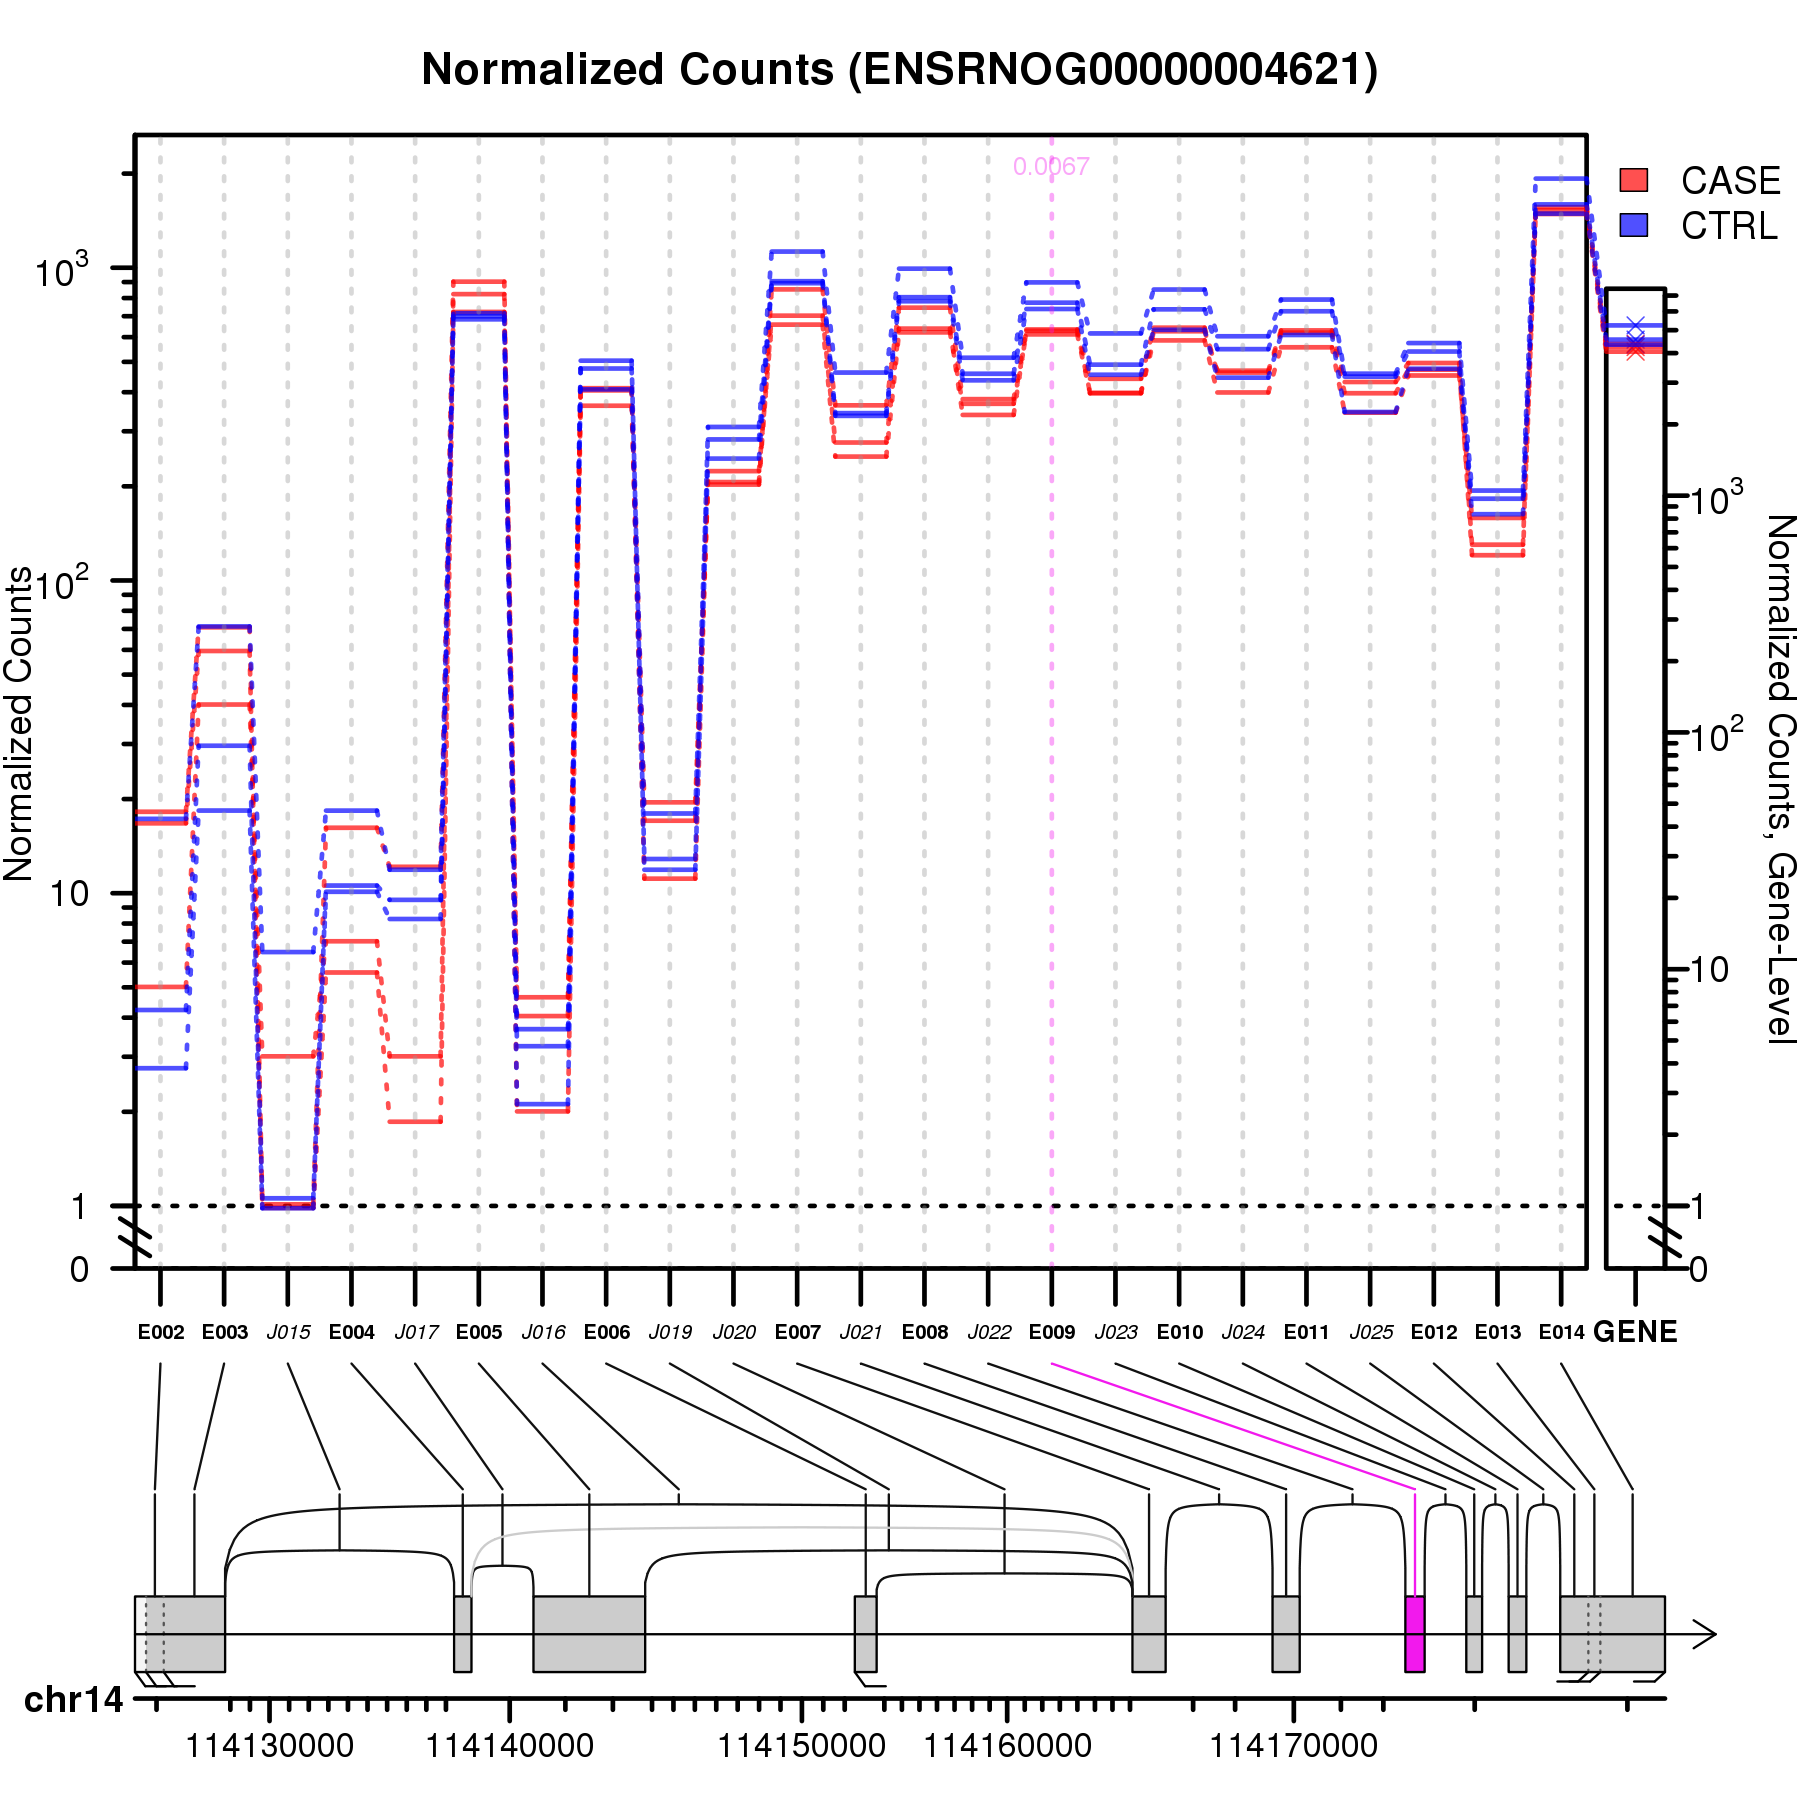 Normalized Counts (ENSRNOG00000004621)
0.0067
CASE
CTRL
Normalized Counts
10^3
10^2
10
1
0
10^3
10^2
10
1
0
Normalized Counts, Gene-Level
E002 E003 J015 E004 J017 E005 J016 E006 J019 J020 E007 J021 E008 J022 E009 J023 E010 J024 E011 J025 E012 E013 E014 GENE
chr14
114130000 114140000 114150000 114160000 114170000